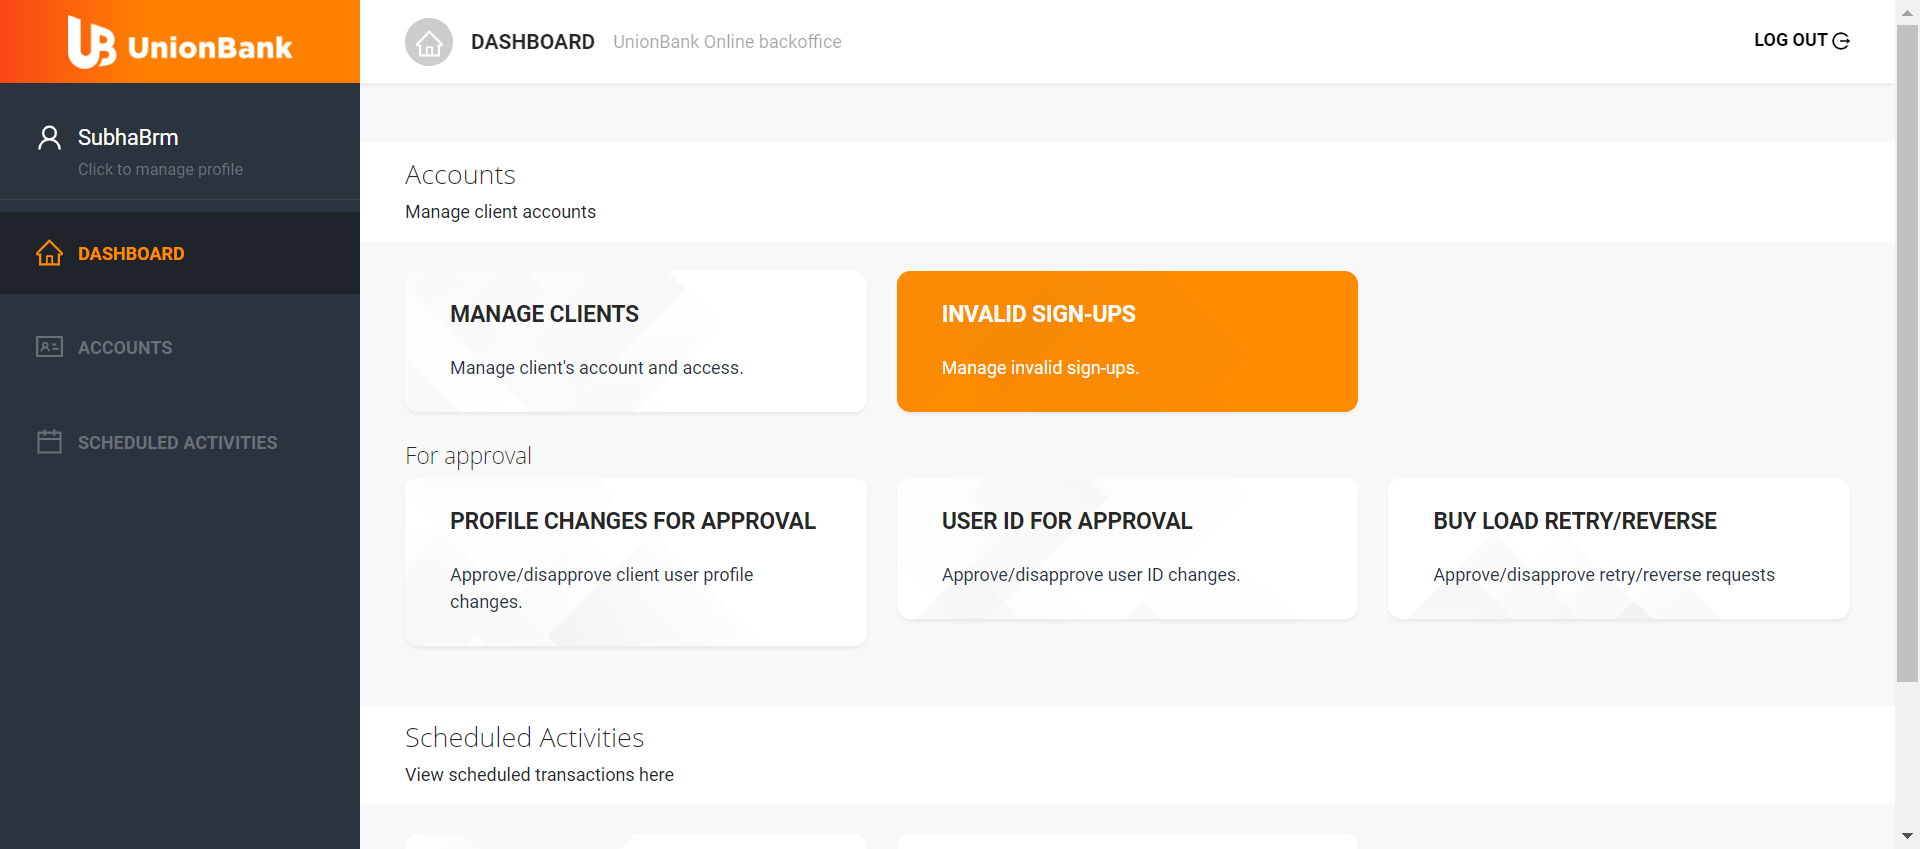 UnionBank
DASHBOARD UnionBank Online backoffice
LOG OUT
SubhaBrm
Click to manage profile
DASHBOARD
ACCOUNTS
SCHEDULED ACTIVITIES
Accounts
Manage client accounts
MANAGE CLIENTS
Manage client's account and access.
INVALID SIGN-UPS
Manage invalid sign-ups.
For approval
PROFILE CHANGES FOR APPROVAL
Approve/disapprove client user profile
changes.
USER ID FOR APPROVAL
Approve/disapprove user ID changes.
BUY LOAD RETRY/REVERSE
Approve/disapprove retry/reverse requests
Scheduled Activities
View scheduled transactions here